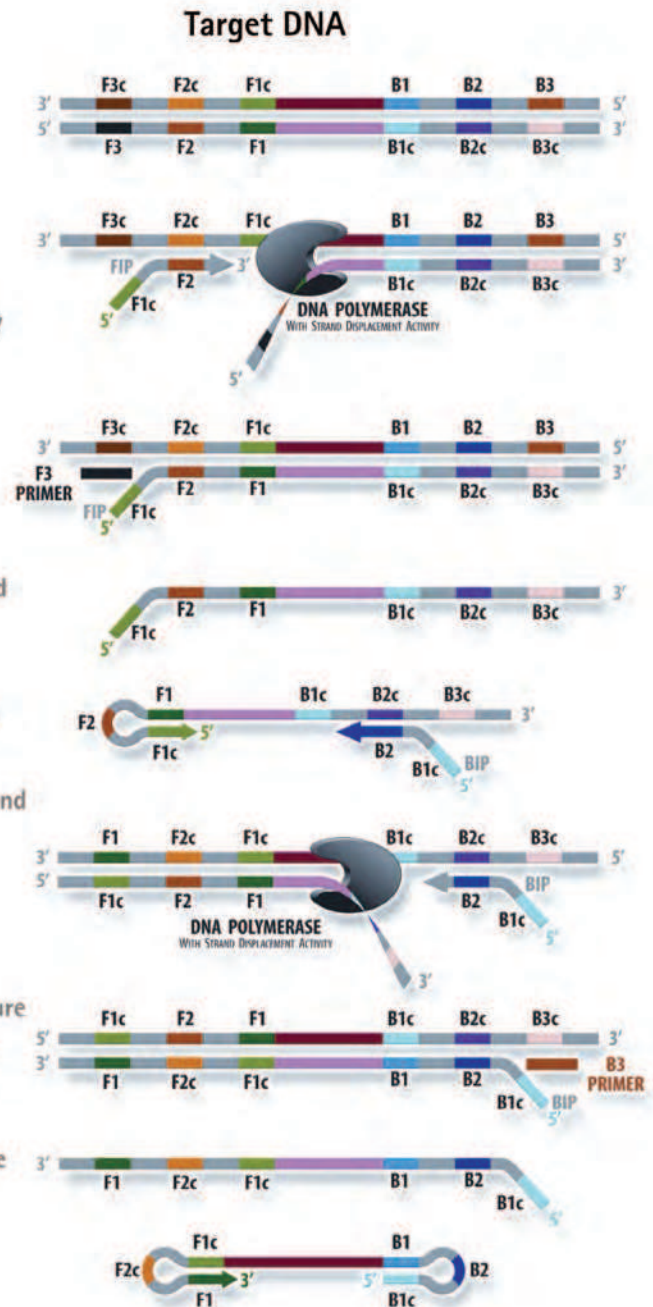 Target DNA
F3c F2c F1c B1 B2 B3
3' 5'
5' 3'
F3 F2 F1 B1c B2c B3c
F3c F2c F1c B1 B2 B3
3' 5'
FIP 3' 3'
F2 B1c B2c B3c
F1c
5'
DNA POLYMERASE
WITH STRAND DISPLACEMENT ACTIVITY
5'
F3c F2c F1c B1 B2 B3
3' 5'
F3 3'
PRIMER F2 F1 B1c B2c B3c
FIP F1c
5'
3'
F2 F1 B1c B2c B3c
F1c
5'
F1 B1c B2c B3c
F2 3'
5'
F1c B2 BIP
B1c
5'
nd
F1 F2c F1c B1c B2c B3c
3' 5'
5' BIP
F1c F2 F1 B2 B1c
5'
DNA POLYMERASE
WITH STRAND DISPLACEMENT ACTIVITY
3'
F1c F2 F1 B1c B2c B3c
5' 3'
3' B3
F1 F2c F1c B1 B2 PRIMER
B1c BIP
5'
3'
F1 F2c F1c B1 B2
B1c 5'
F1c B1
F2c B2
3' 5'
F1 B1c